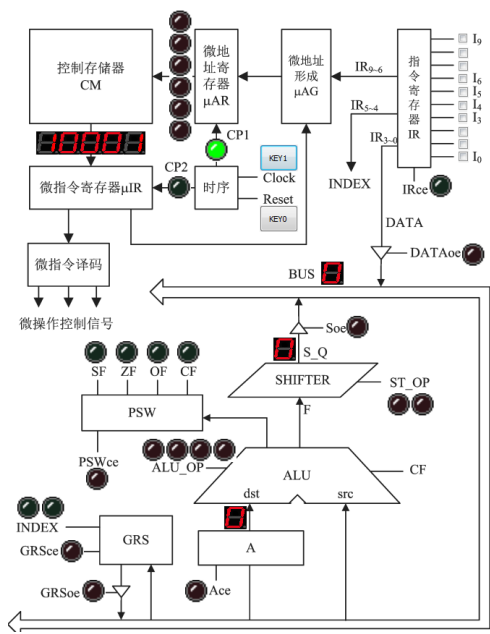 控制存储器
CM
微地
址寄
存器
μAR
微地址
形成
μAG
IR9~6
指
令
寄
存
器
IR
I9
I6
I5
I4
I3
I0
IR5~4
IR3~0
10001
CP1
KEY1
微指令寄存器μIR
CP2
时序
Clock
Reset
KEY0
INDEX
IRce
DATA
微指令译码
DATAoe
BUS
0
微操作控制信号
Soe
0
S_Q
SF
ZF
OF
CF
SHIFTER
ST_OP
PSW
F
PSWce
ALU_OP
ALU
CF
dst
src
0
INDEX
GRS
A
GRSce
GRSoe
Ace